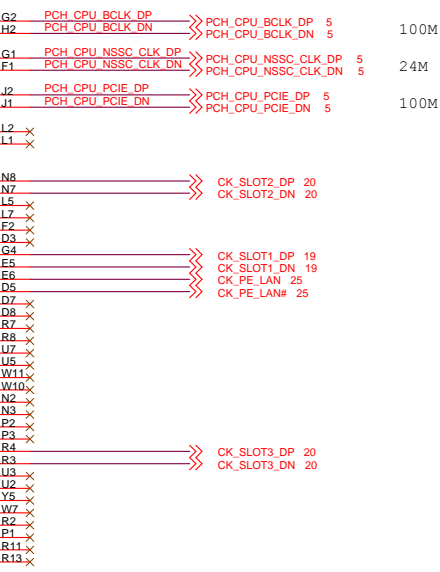 G2 PCH_CPU_BCLK_DP PCH_CPU_BCLK_DP 5
H2 PCH_CPU_BCLK_DN PCH_CPU_BCLK_DN 5 100M
G1 PCH_CPU_NSSC_CLK_DP PCH_CPU_NSSC_CLK_DP 5
F1 PCH_CPU_NSSC_CLK_DN PCH_CPU_NSSC_CLK_DN 5 24M
J2 PCH_CPU_PCIE_DP PCH_CPU_PCIE_DP 5
J1 PCH_CPU_PCIE_DN PCH_CPU_PCIE_DN 5 100M
L2
L1
N8 CK_SLOT2_DP 20
N7 CK_SLOT2_DN 20
L5
L7
F2
D3
G4 CK_SLOT1_DP 19
E5 CK_SLOT1_DN 19
E6 CK_PE_LAN 25
D5 CK_PE_LAN# 25
D7
D8
R7
R8
U7
U5
W11
W10
N2
N3
P2
P3
R4 CK_SLOT3_DP 20
R3 CK_SLOT3_DN 20
U3
U2
Y5
W7
R2
P1
R11
R13